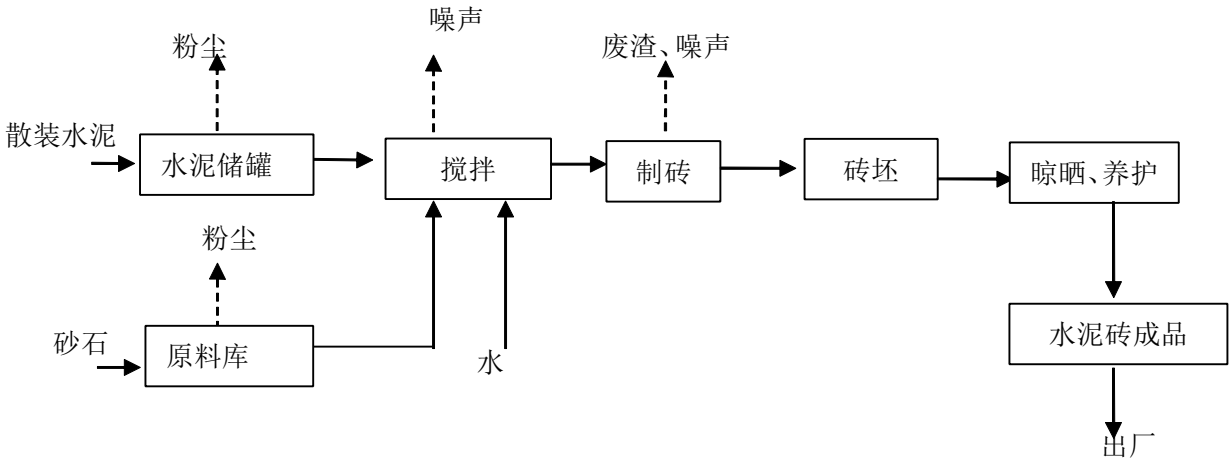 噪声
粉尘
废渣、噪声
散装水泥
水泥储罐
搅拌
制砖
砖坯
晾晒、养护
粉尘
砂石
原料库
水
水泥砖成品
出厂